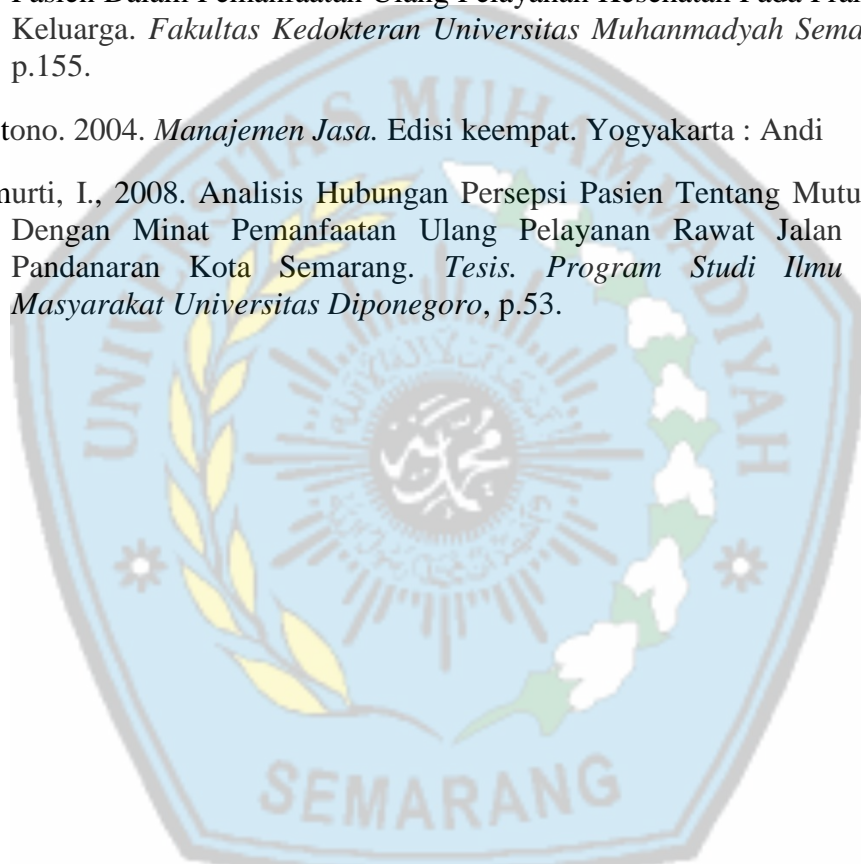 Pasien Dalam Pemanfaatan Ulang Pelayanan Kesehatan Pada
Keluarga. Fakultas Kedokteran Universitas Muhanmadyah Sema
p.155.
tono. 2004. Manajemen Jasa. Edisi keempat. Yogyakarta : Andi
murti, I., 2008. Analisis Hubungan Persepsi Pasien Tentang Mutu
Dengan Minat Pemanfaatan Ulang Pelayanan Rawat Jalan
Pandanaran Kota Semarang. Tesis. Program Studi Ilmu
Masyarakat Universitas Diponegoro, p.53.
UNIVERSITAS MUHAMMADIYAH
SEMARANG